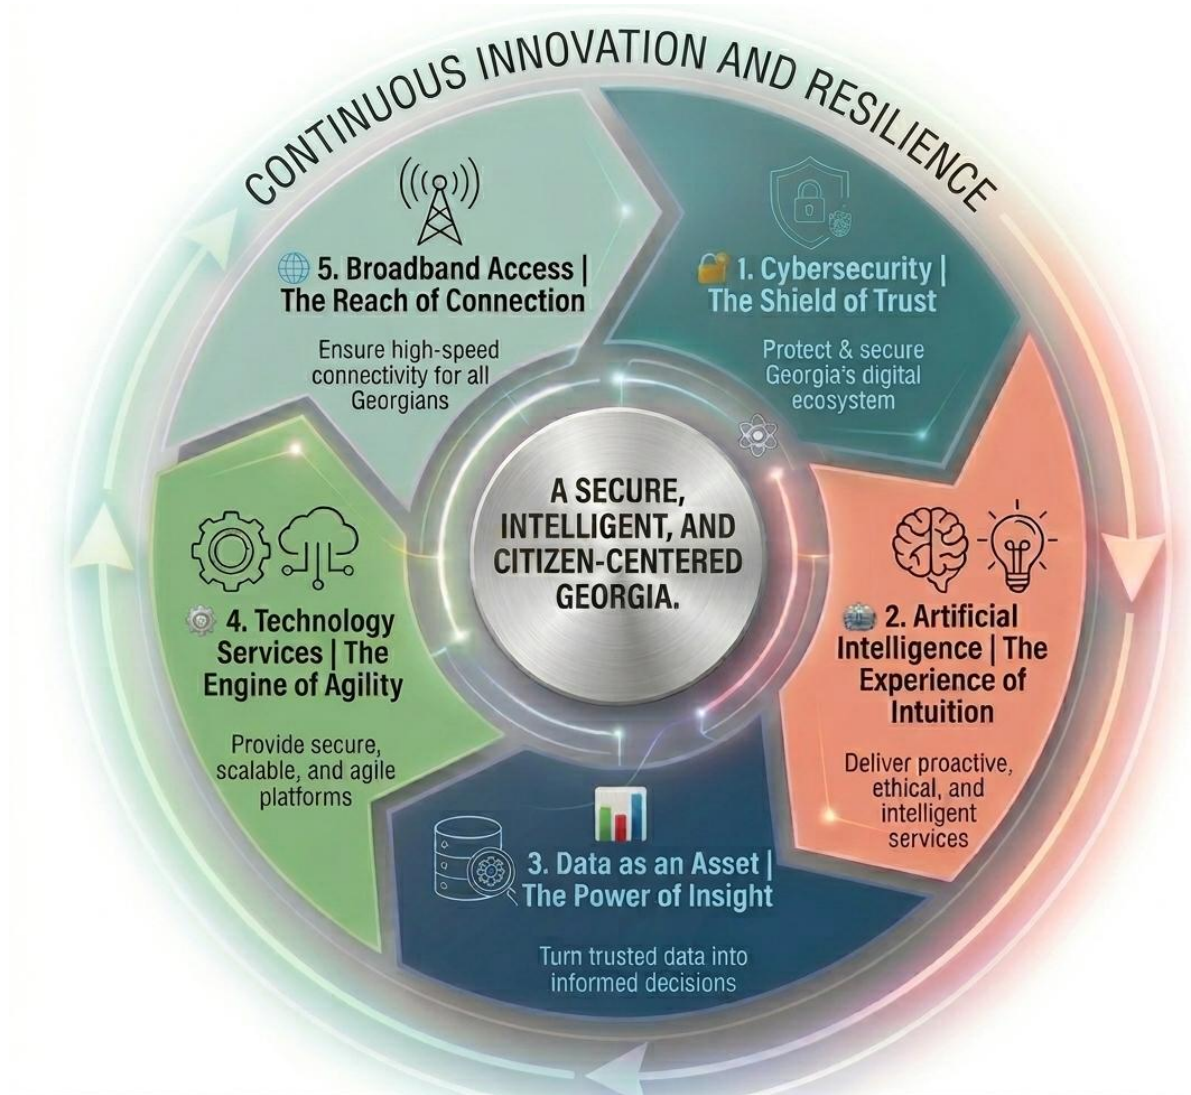 CONTINUOUS INNOVATION AND RESILIENCE
5. Broadband Access |
The Reach of Connection
Ensure high-speed
connectivity for all
Georgians
1. Cybersecurity |
The Shield of Trust
Protect & secure
Georgia's digital
ecosystem
A SECURE,
INTELLIGENT, AND
CITIZEN-CENTERED
GEORGIA.
4. Technology
Services | The
Engine of Agility
Provide secure,
scalable, and agile
platforms
2. Artificial
Intelligence | The
Experience of
Intuition
Deliver proactive,
ethical, and
intelligent
services
3. Data as an Asset |
The Power of Insight
Turn trusted data into
informed decisions